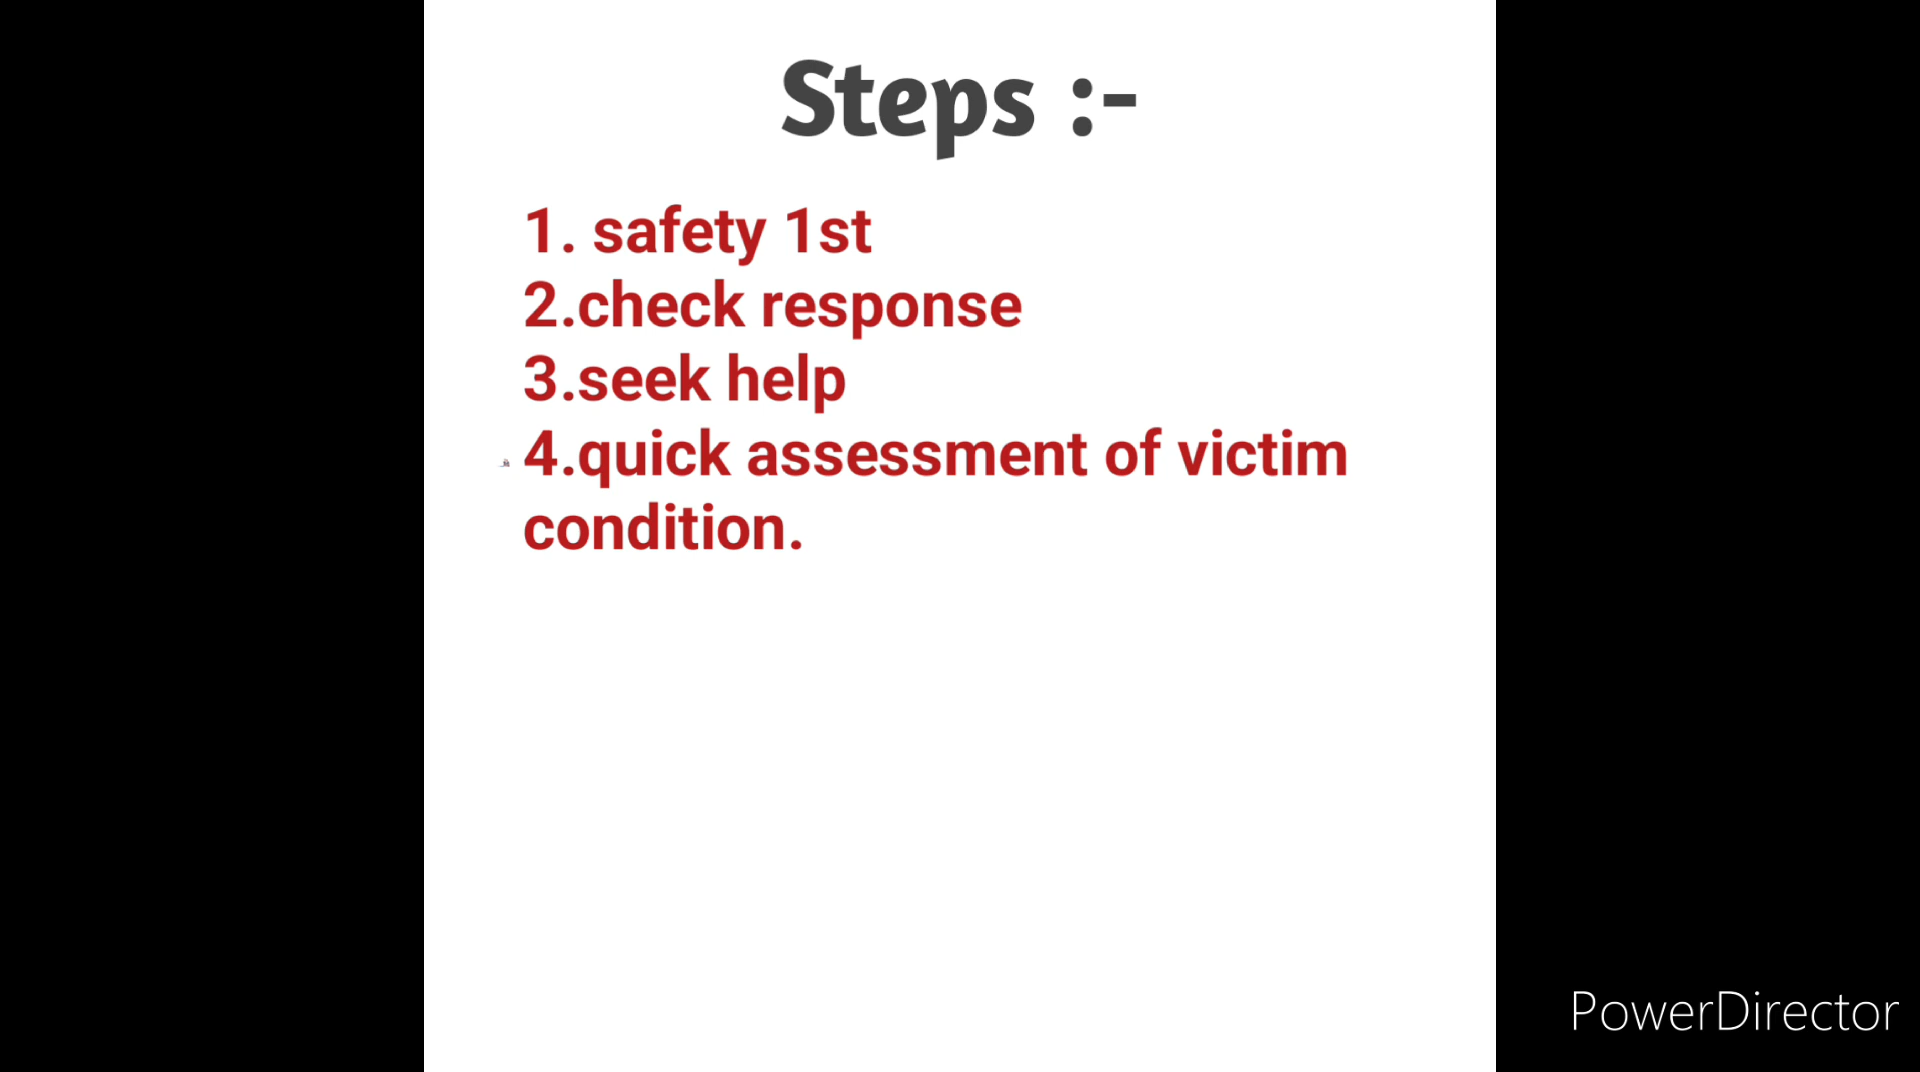 Steps :-
1. safety 1st
2.check response
3.seek help
4.quick assessment of victim
condition.
PowerDirector